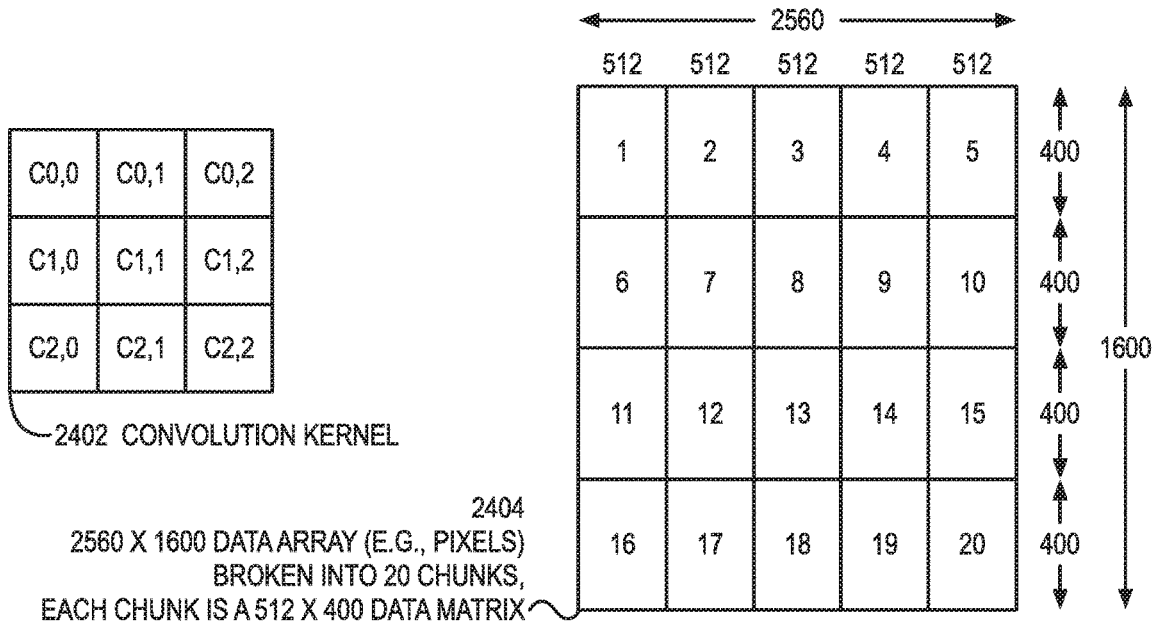 2560
512 512 512 512 512
C0,0 C0,1 C0,2
C1,0 C1,1 C1,2
C2,0 C2,1 C2,2
2402 CONVOLUTION KERNEL
1 2 3 4 5 400
6 7 8 9 10 400
1600
11 12 13 14 15 400
16 17 18 19 20 400
2404
2560 X 1600 DATA ARRAY (E.G., PIXELS)
BROKEN INTO 20 CHUNKS,
EACH CHUNK IS A 512 X 400 DATA MATRIX